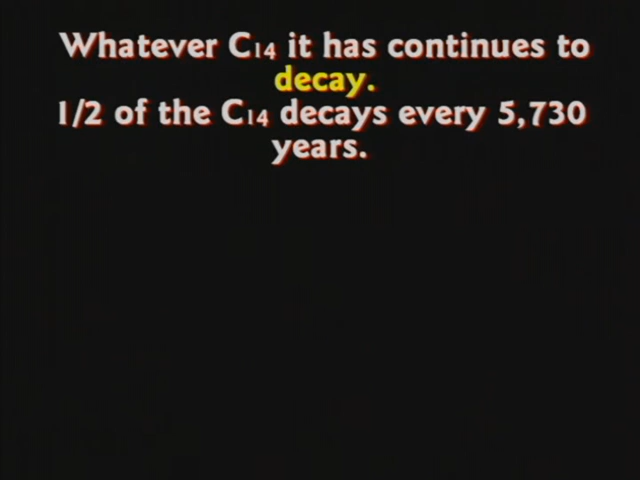 Whatever C14 it has continues to
decay.
1/2 of the C14 decays every 5,730
years.